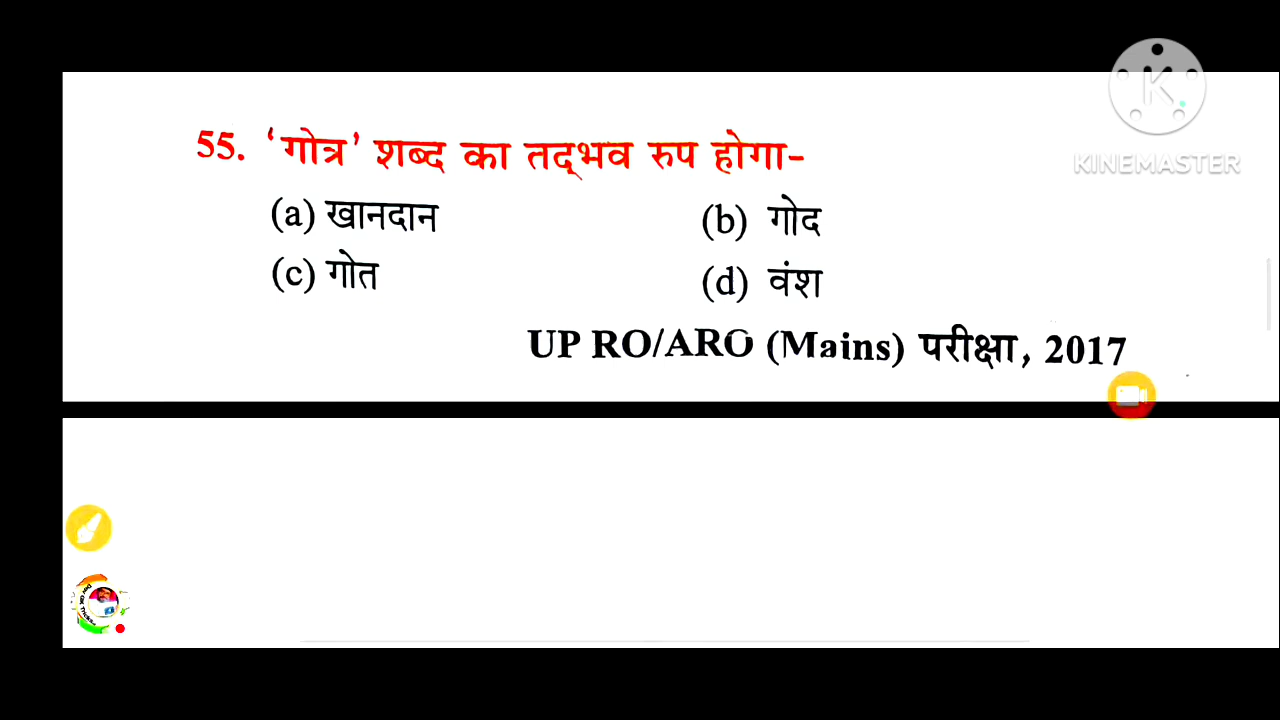 KINEMASTER
55. ‘गोत्र’ शब्द का तद्भव रुप होगा-
(a) खानदान (b) गोद
(c) गोत (d) वंश
UP RO/ARO (Mains) परीक्षा, 2017